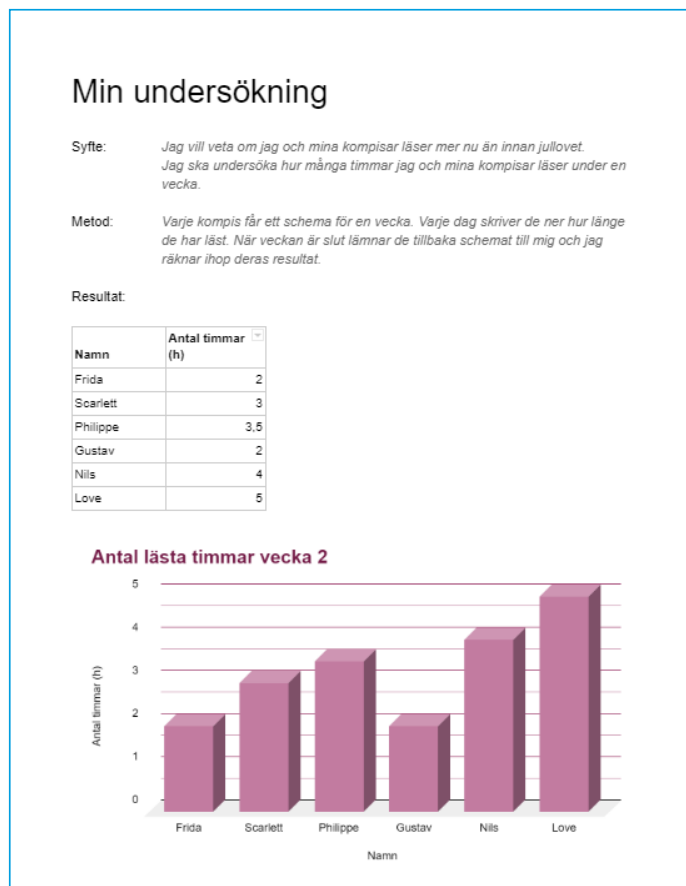 Min undersökning
Syfte: Jag vill veta om jag och mina kompisar läser mer nu än innan jullovet.
Jag ska undersöka hur många timmar jag och mina kompisar läser under en
vecka.
Metod: Varje kompis får ett schema för en vecka. Varje dag skriver de ner hur länge
de har läst. När veckan är slut lämnar de tillbaka schemat till mig och jag
räknar ihop deras resultat.
Resultat:
Namn Antal timmar
(h)
Frida 2
Scarlett 3
Philippe 3,5
Gustav 2
Nils 4
Love 5
Antal lästa timmar vecka 2
5
4
3
2
1
0
Antal timmar (h)
Frida Scarlett Philippe Gustav Nils Love
Namn